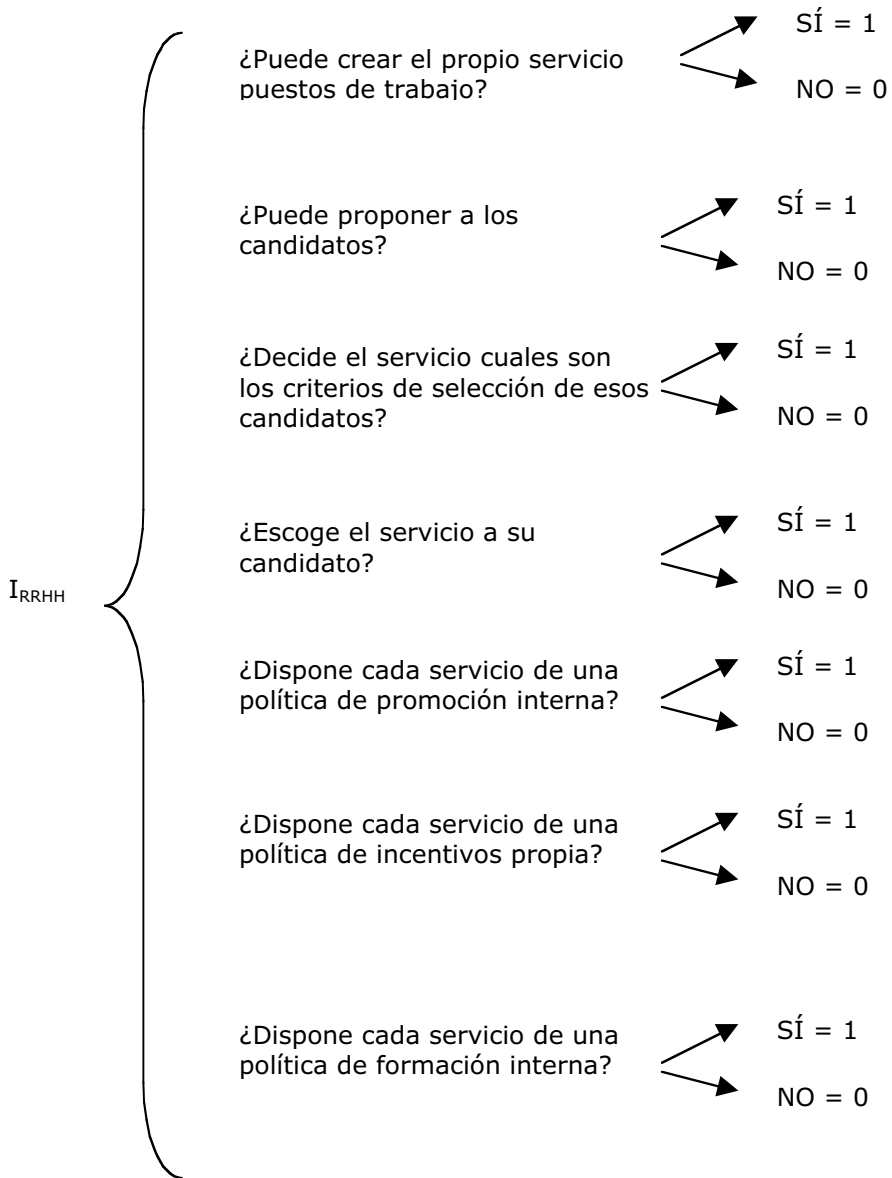 ¿Puede crear el propio servicio
puestos de trabajo?
SÍ = 1
NO = 0
¿Puede proponer a los
candidatos?
SÍ = 1
NO = 0
¿Decide el servicio cuales son
los criterios de selección de esos
candidatos?
SÍ = 1
NO = 0
¿Escoge el servicio a su
candidato?
SÍ = 1
NO = 0
I_RRHH
¿Dispone cada servicio de una
política de promoción interna?
SÍ = 1
NO = 0
¿Dispone cada servicio de una
política de incentivos propia?
SÍ = 1
NO = 0
¿Dispone cada servicio de una
política de formación interna?
SÍ = 1
NO = 0